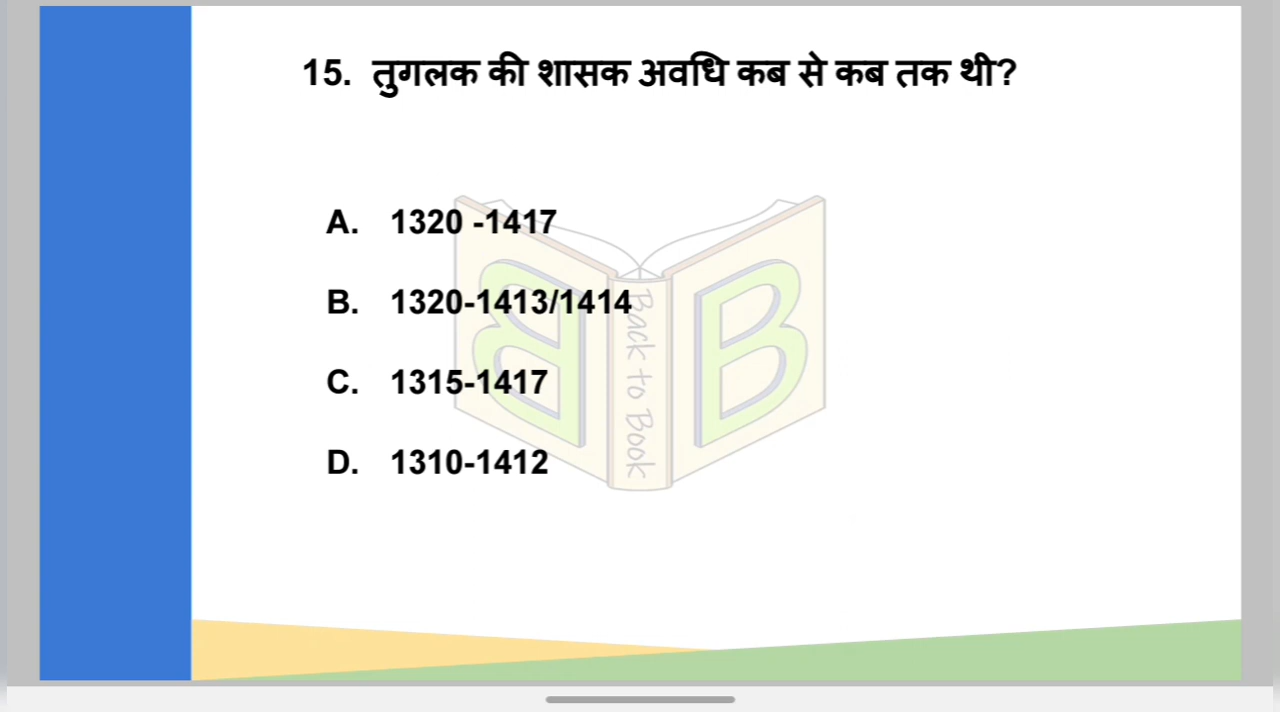 15. तुगलक की शासक अवधि कब से कब तक थी?
A. 1320 -1417
B. 1320-1413/1414
C. 1315-1417
D. 1310-1412
B B
Back to Book